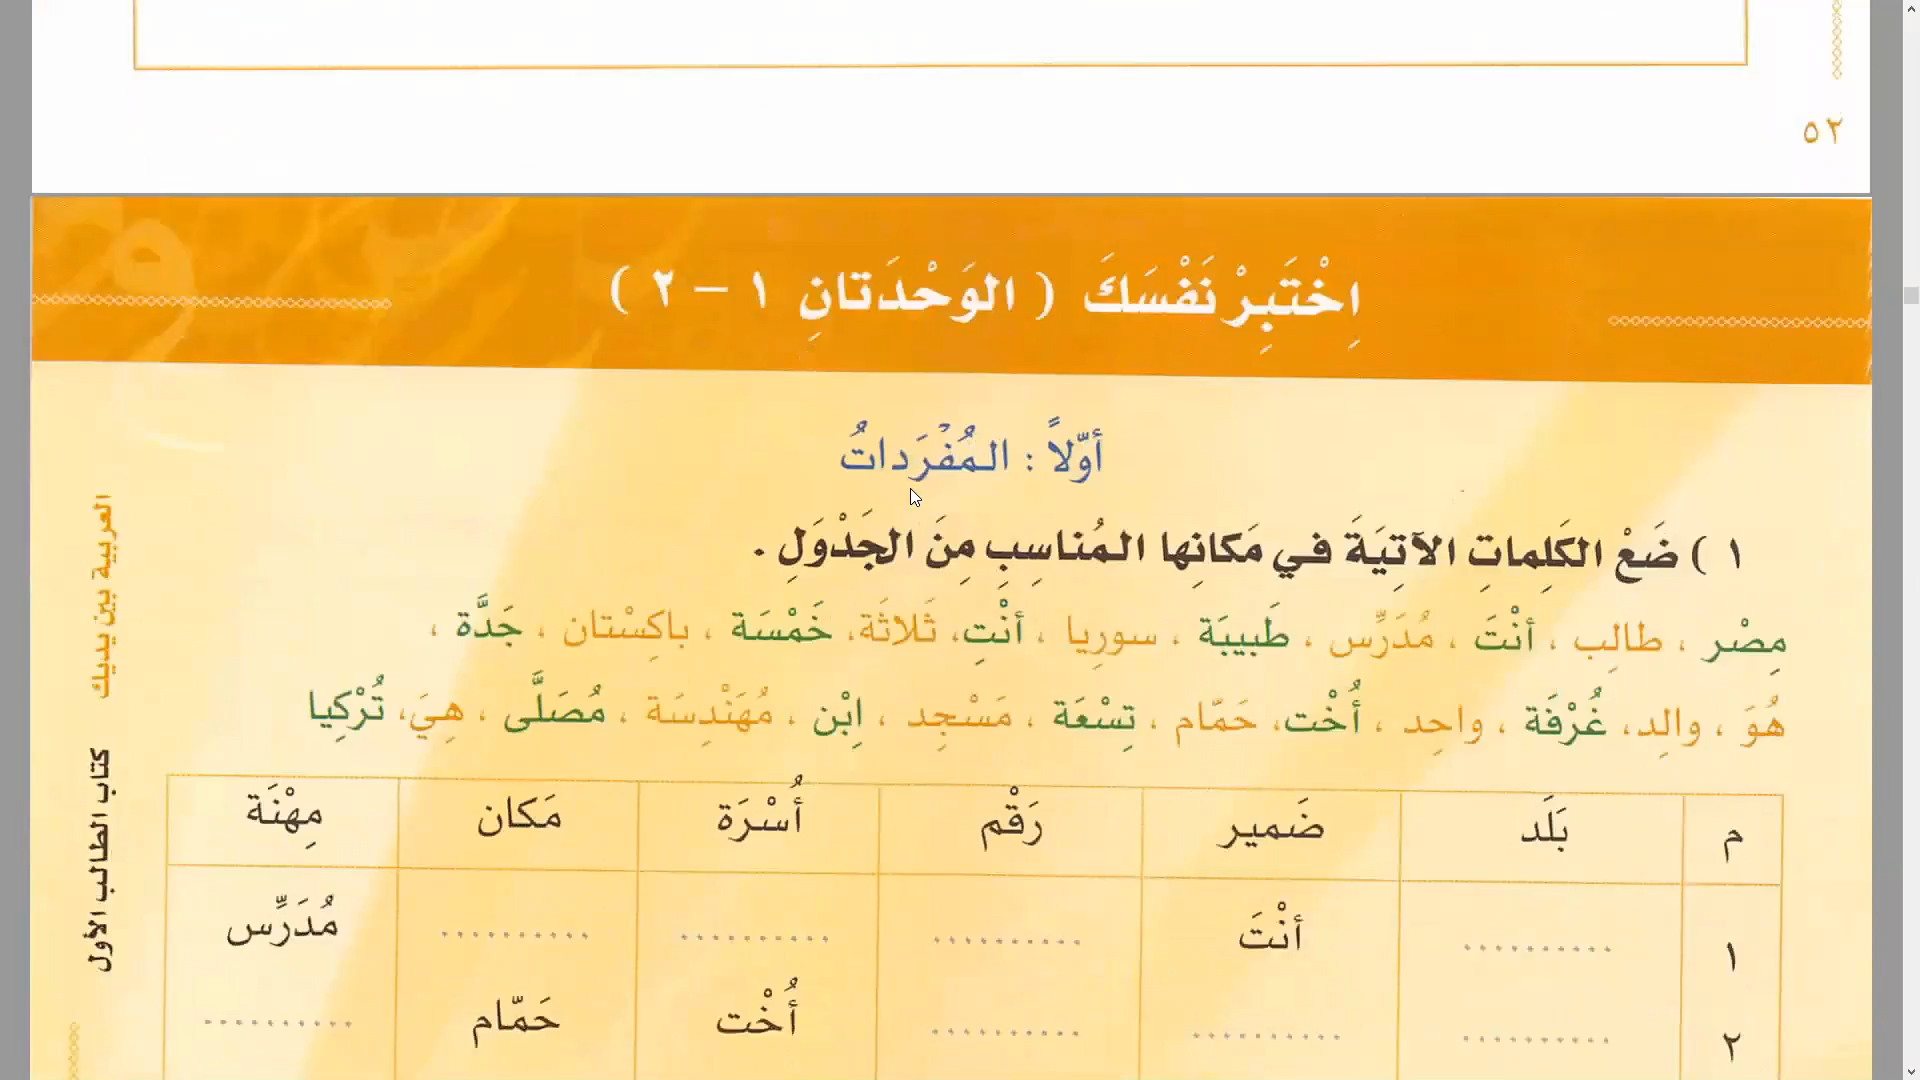 ٥٢
اِخْتَبِرْ نَفْسَكَ ( الوَحْدَتانِ ١ – ٢ )
أوّلاً : المُفْرَداتُ
١ ) ضَعْ الكَلِماتِ الآتِيَةَ في مَكانِها المُناسِبِ مِنَ الجَدْوَلِ .
مِصْر ، طالِب ، أنْتَ ، مُدَرِّس ، طَبيبَة ، سورِيا ، أنْتِ، ثَلاثَة، خَمْسَة ، باكِسْتان ، جَدَّة ،
هُوَ ، والِد، غُرْفَة ، واحِد ، أُخْت، حَمّام ، تِسْعَة ، مَسْجِد ، اِبْن ، مُهَنْدِسَة ، مُصَلَّى ، هِيَ، تُرْكِيا
م بَلَد ضَمير رَقْم أُسْرَة مَكان مِهْنَة
١ .......... أنْتَ .......... .......... .......... مُدَرِّس
٢ .......... .......... .......... أُخْت حَمّام ..........
العربية بين يديك
كتاب الطالب الأول